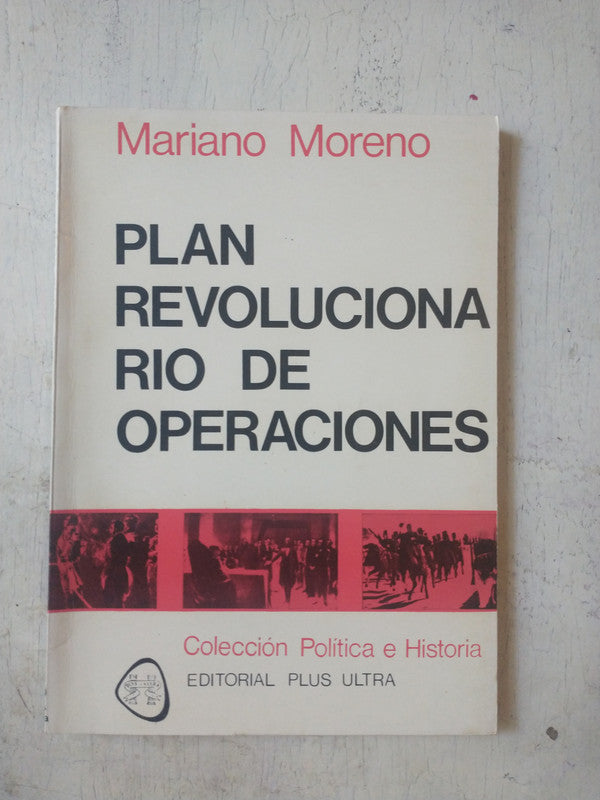 Mariano Moreno
PLAN
REVOLUCIONA
RIO DE
OPERACIONES
Colección Política e Historia
EDITORIAL PLUS ULTRA